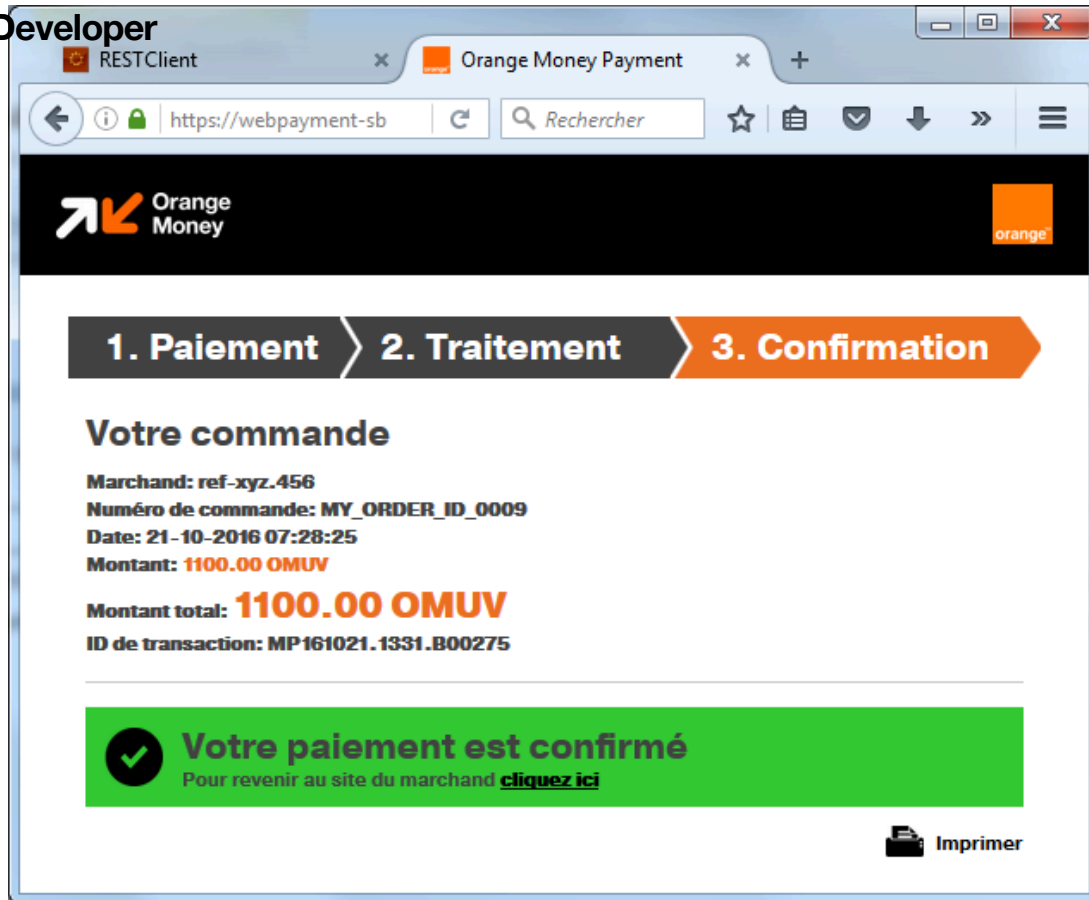 Developer
RESTClient
Orange Money Payment
https://webpayment-sb
Rechercher
Orange
Money
orange™
1. Paiement
2. Traitement
3. Confirmation
Votre commande
Marchand: ref-xyz.456
Numéro de commande: MY_ORDER_ID_0009
Date: 21-10-2016 07:28:25
Montant: 1100.00 OMUV
Montant total: 1100.00 OMUV
ID de transaction: MP161021.1331.B00275
Votre paiement est confirmé
Pour revenir au site du marchand cliquez ici
Imprimer